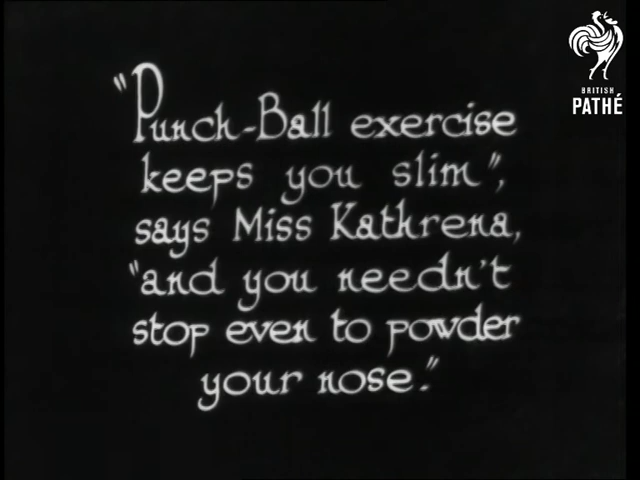 "Punch-Ball exercise
keeps you slim",
says Miss Kathrena,
"and you needn't
stop even to powder
your nose."
BRITISH
PATHÉ